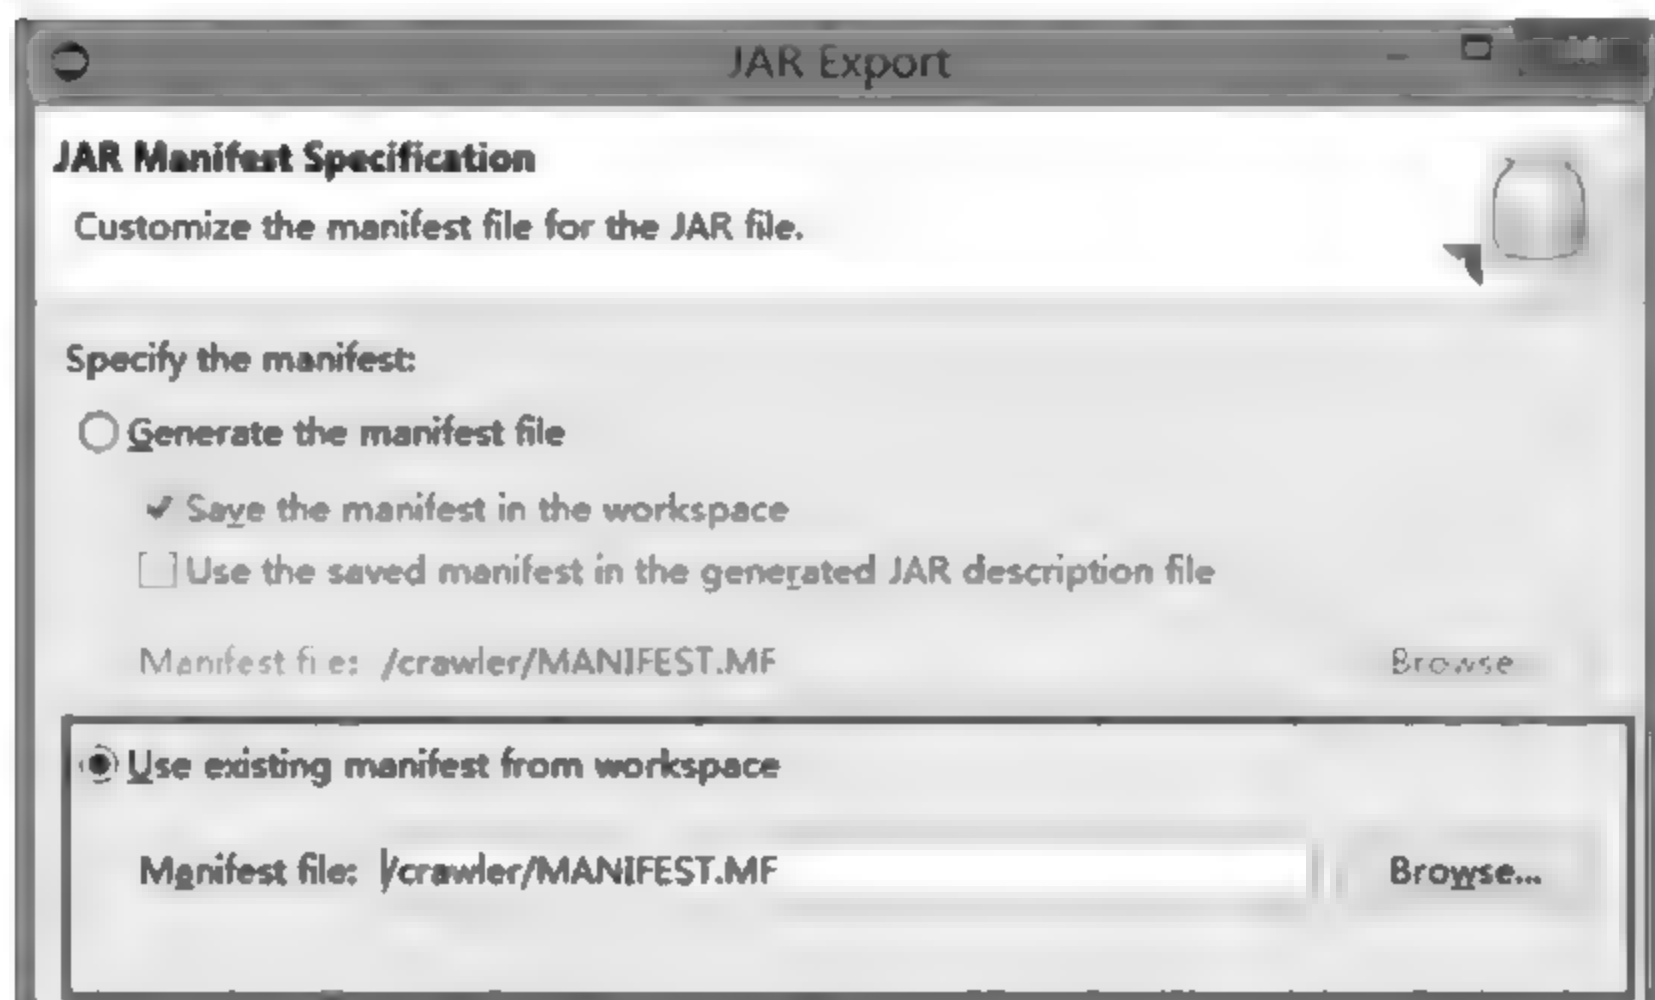 JAR Export
JAR Manifest Specification
Customize the manifest file for the JAR file.
Specify the manifest:
Generate the manifest file
Save the manifest in the workspace
Use the saved manifest in the generated JAR description file
Manifest file: /crawler/MANIFEST.MF Browse
Use existing manifest from workspace
Manifest file: /crawler/MANIFEST.MF Browse...